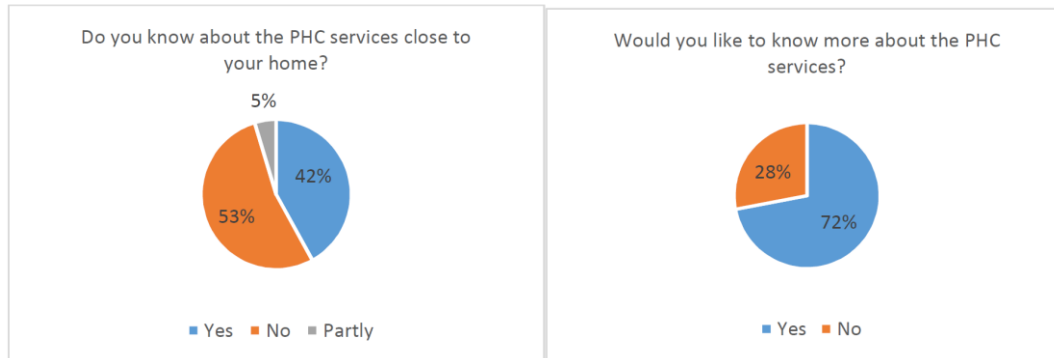 Do you know about the PHC services close to
your home?
5%
42%
53%
Yes No Partly
Would you like to know more about the PHC
services?
28%
72%
Yes No